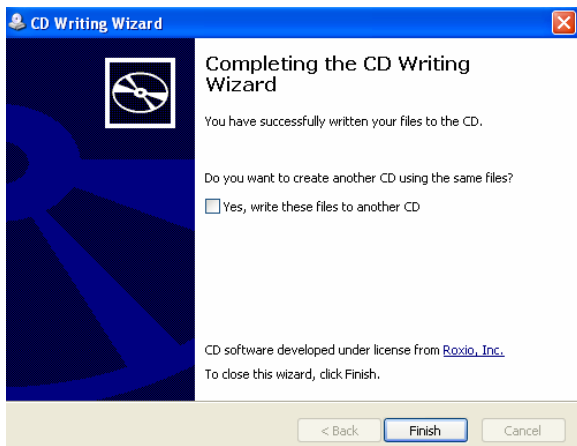 CD Writing Wizard
Completing the CD Writing
Wizard
You have successfully written your files to the CD.
Do you want to create another CD using the same files?
Yes, write these files to another CD
CD software developed under license from Roxio, Inc.
To close this wizard, click Finish.
< Back Finish Cancel